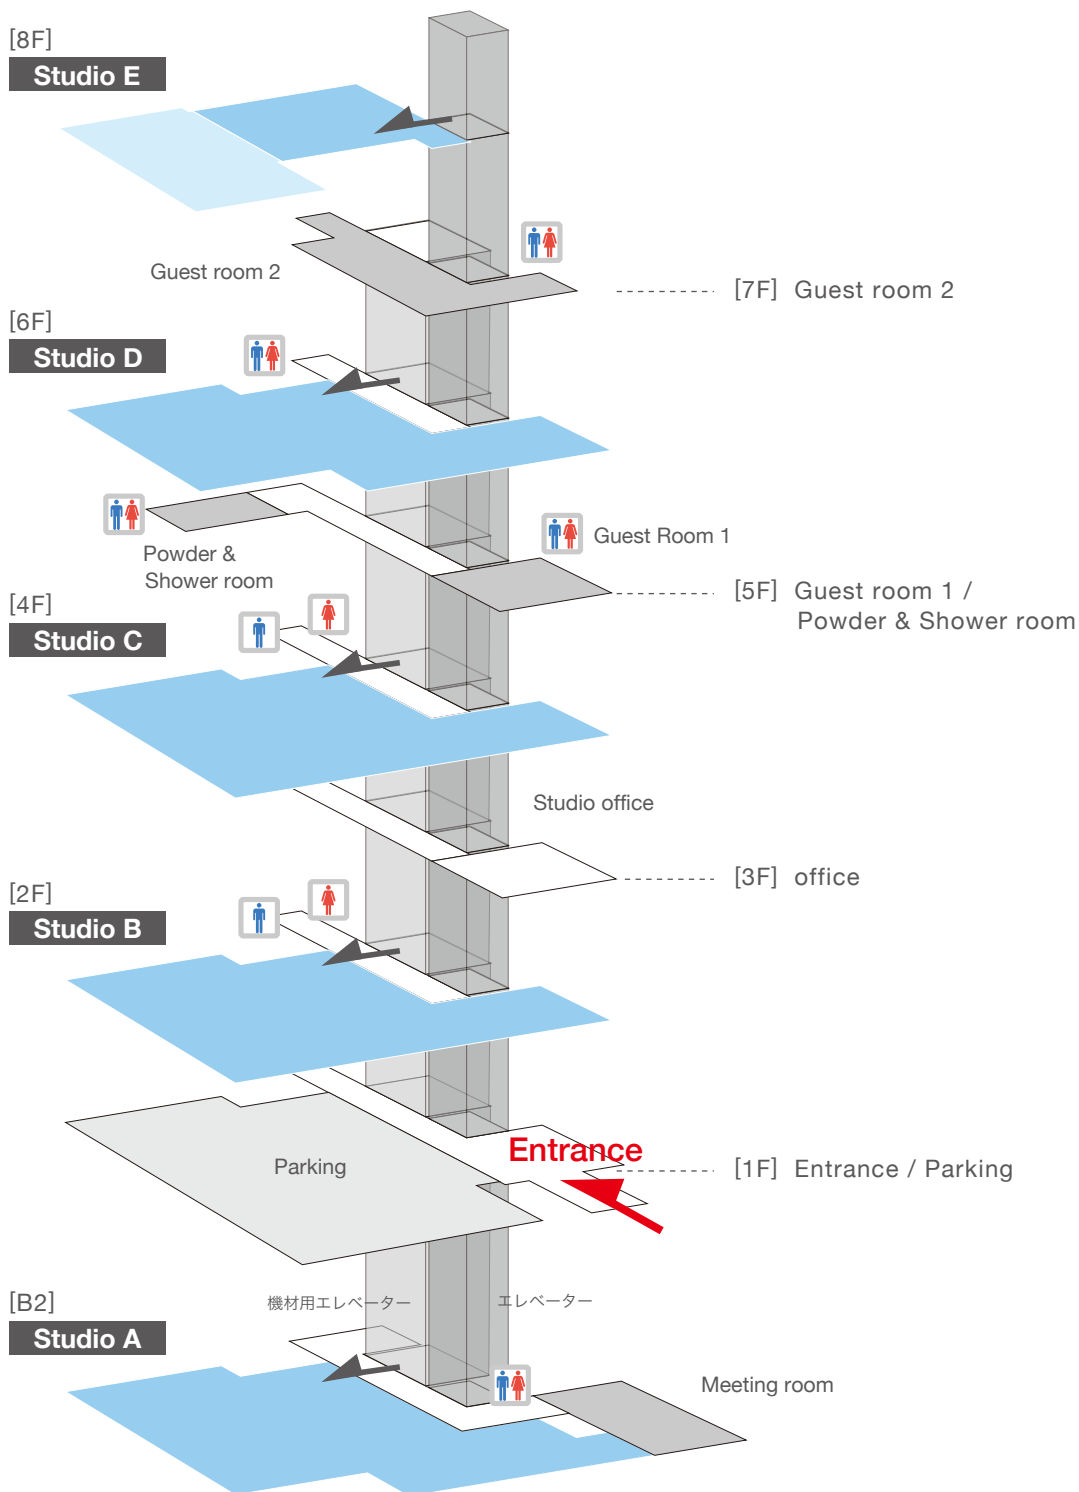 [8F]
Studio E
Guest room 2
[7F] Guest room 2
[6F]
Studio D
Powder &
Shower room
Guest Room 1
[5F] Guest room 1 /
Powder & Shower room
[4F]
Studio C
Studio office
[3F] office
[2F]
Studio B
Entrance
Parking
[1F] Entrance / Parking
[B2]
Studio A
機材用エレベーター
エレベーター
Meeting room